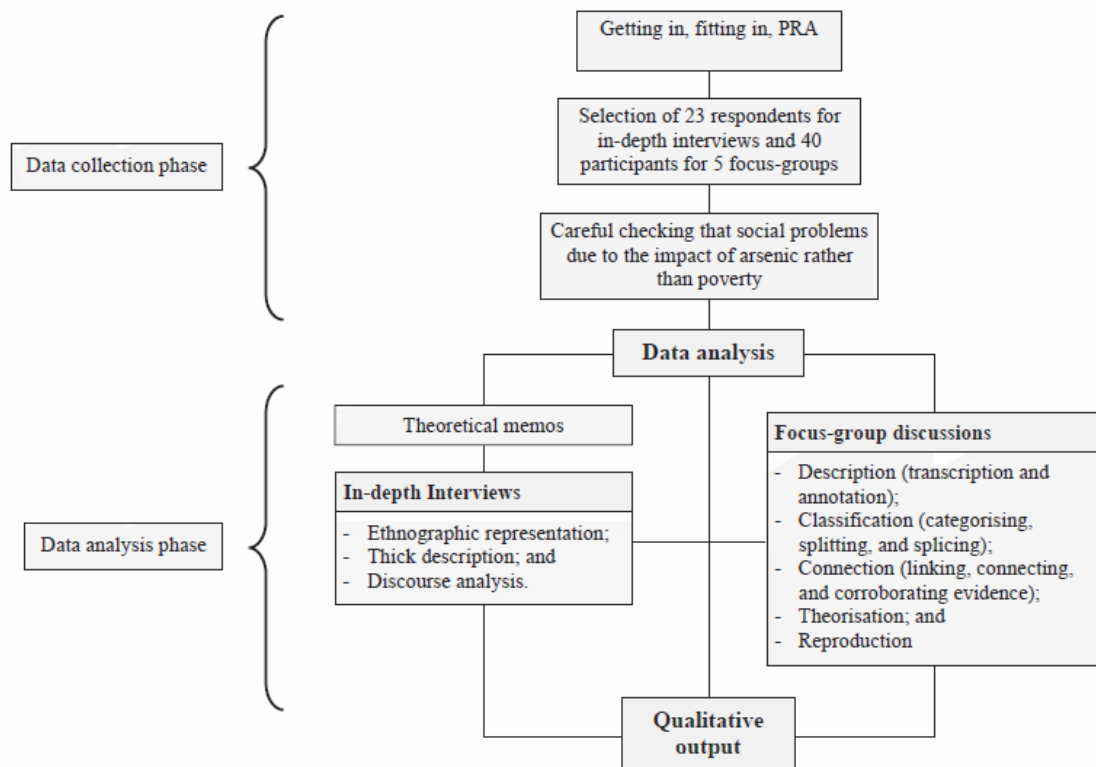 Getting in, fitting in, PRA
Selection of 23 respondents for
in-depth interviews and 40
participants for 5 focus-groups
Data collection phase
Careful checking that social problems
due to the impact of arsenic rather
than poverty
Data analysis
Theoretical memos
In-depth Interviews
- Ethnographic representation;
- Thick description; and
- Discourse analysis.
Focus-group discussions
- Description (transcription and
annotation);
- Classification (categorising,
splitting, and splicing);
- Connection (linking, connecting,
and corroborating evidence);
- Theorisation; and
- Reproduction
Data analysis phase
Qualitative
output